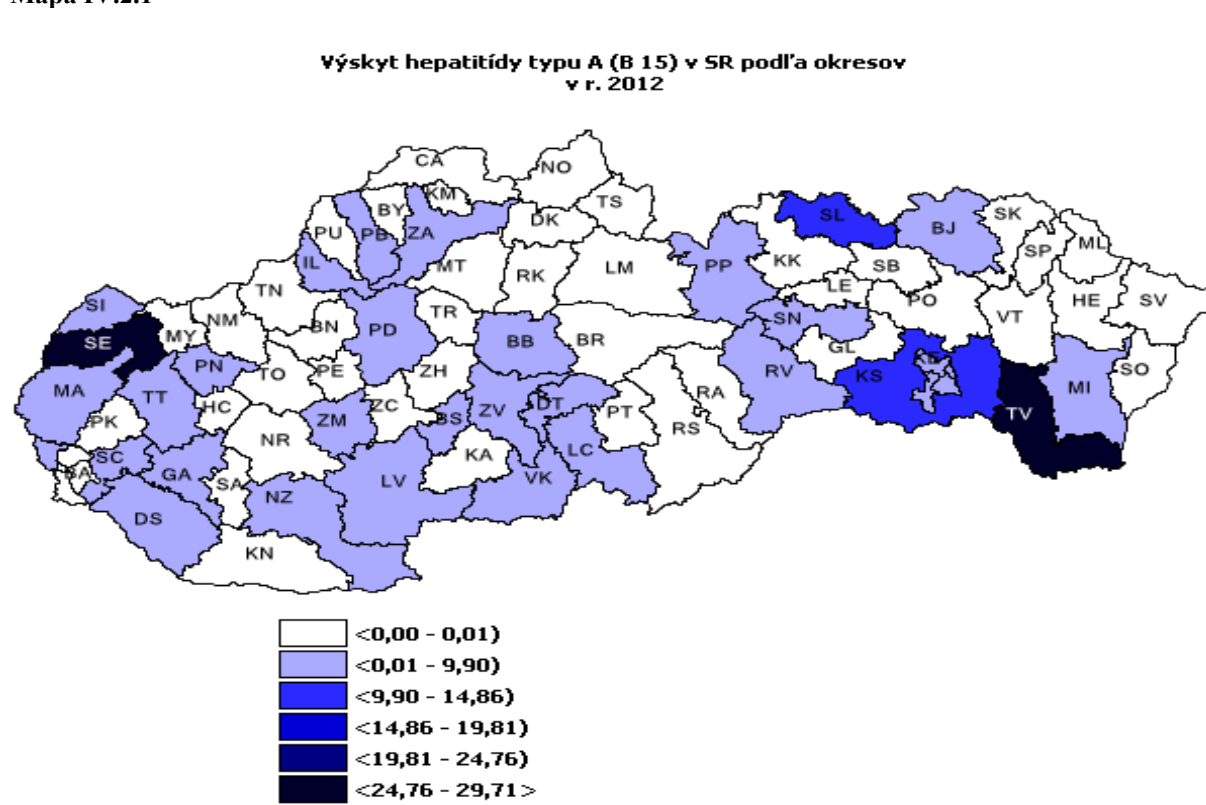 Mapa IV.2.1
Výskyt hepatitídy typu A (B 15) v SR podľa okresov
v r. 2012
CA
NO
KM
TS
BY
DK
PU
PB
ZA
SL
BJ
SK
SP
ML
IL
MT
RK
LM
PP
KK
SB
TN
LE
PO
HE
SV
SI
NM
BN
PD
TR
SN
VT
MY
SE
BB
BR
GL
KE
PN
TO
PE
ZH
RV
KS
SO
MA
TT
HC
ZM
ZC
BS
ZV
DT
PT
RA
MI
PK
TV
NR
RS
SC
KA
LC
BA
GA
SA
LV
VK
NZ
DS
KN
<0,00 - 0,01)
<0,01 - 9,90)
<9,90 - 14,86)
<14,86 - 19,81)
<19,81 - 24,76)
<24,76 - 29,71>